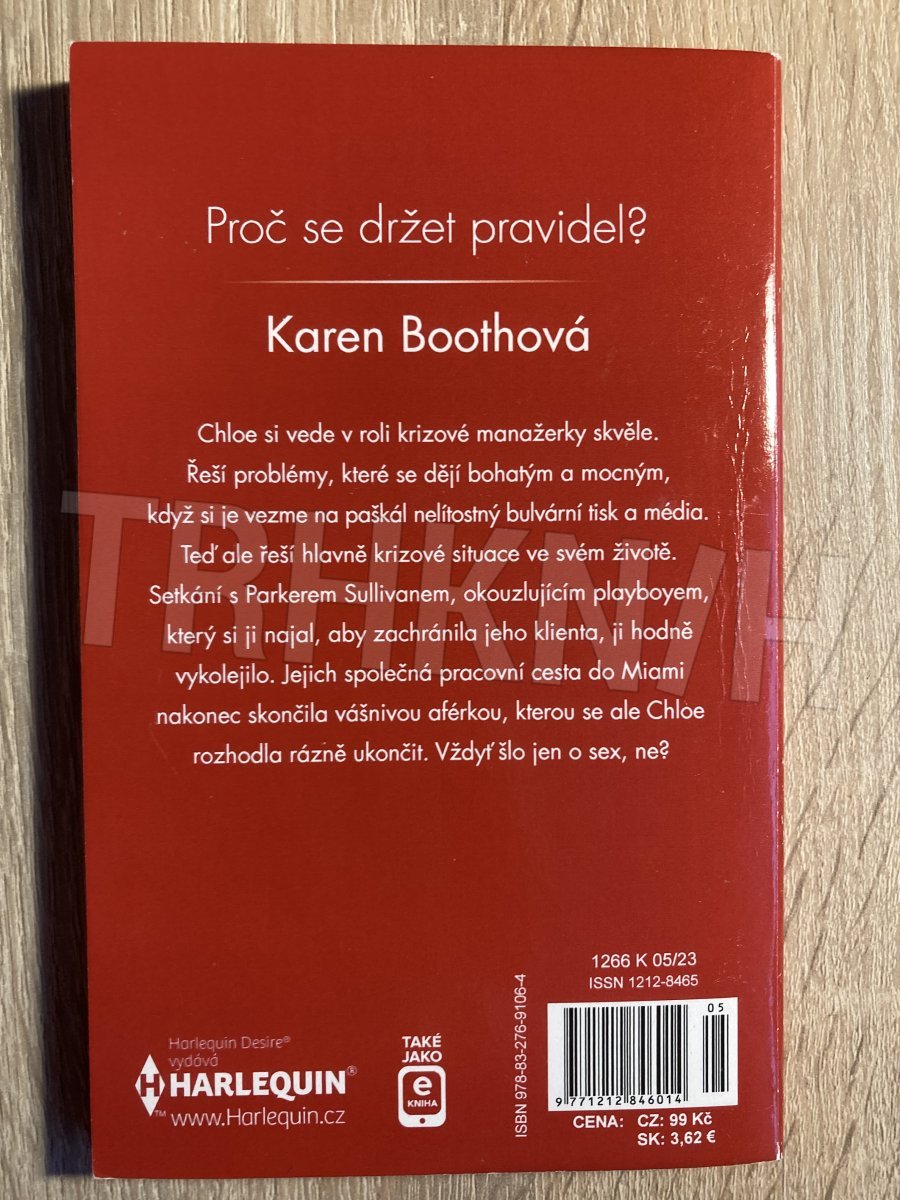 Proč se držet pravidel?
Karen Boothová
Chloe si vede v roli krizové manažerky skvěle.
Řeší problémy, které se dějí bohatým a mocným,
když si je vezme na paškál nelítostný bulvární tisk a média.
Teď ale řeší hlavně krizové situace ve svém životě.
Setkání s Parkerem Sullivanem, okouzlujícím playboyem,
který si ji najal, aby zachránila jeho klienta, ji hodně
vykolejilo. Jejich společná pracovní cesta do Miami
nakonec skončila vášnivou aférkou, kterou se ale Chloe
rozhodla rázně ukončit. Vždyť šlo jen o sex, ne?
TRHKNIH
1266 K 05/23
ISSN 1212-8465
ISBN 978-83-276-9106-4
05
9 771212 846014
CENA: CZ: 99 Kč
SK: 3,62 €
Harlequin Desire®
vydává
H HARLEQUIN®
™ www.Harlequin.cz
TAKÉ
JAKO
e
KNIHA